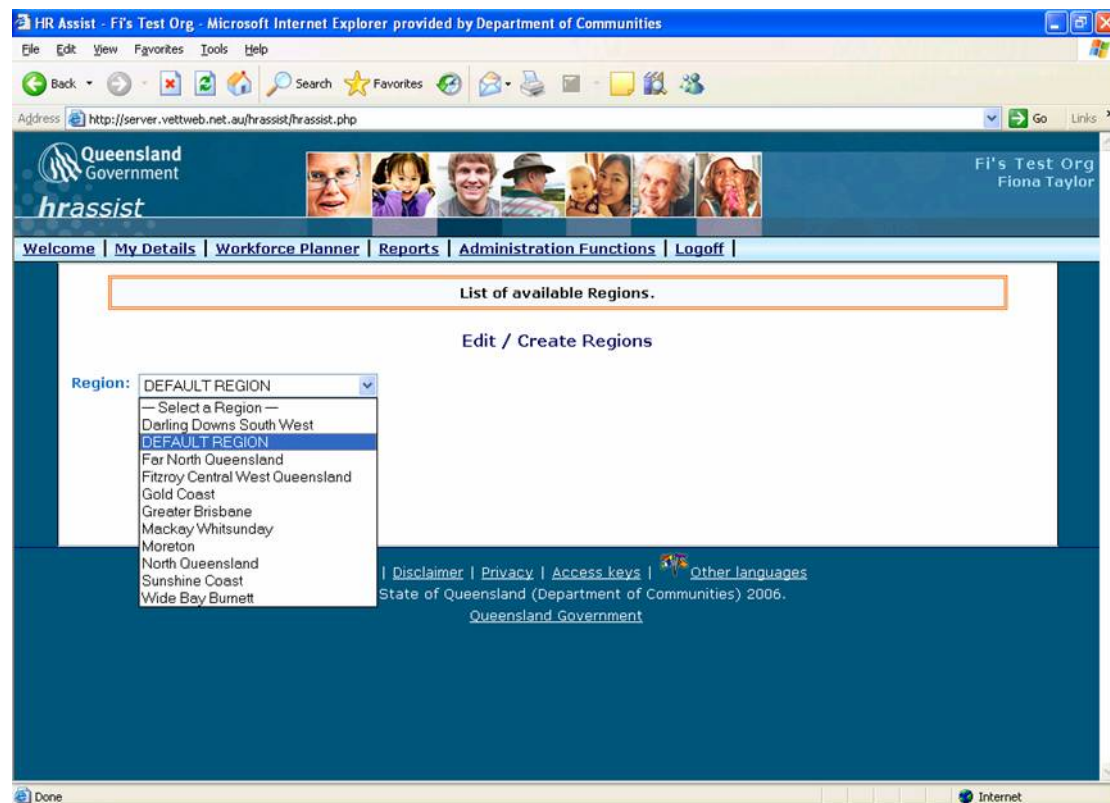 HR Assist - Fi's Test Org - Microsoft Internet Explorer provided by Department of Communities
File Edit View Favorites Tools Help
Back Search Favorites
Address http://server.vettweb.net.au/hrassist/hrassist.php Go Links
Queensland
Government
hrassist
Fi's Test Org
Fiona Taylor
Welcome | My Details | Workforce Planner | Reports | Administration Functions | Logoff |
List of available Regions.
Edit / Create Regions
Region: DEFAULT REGION
— Select a Region —
Darling Downs South West
DEFAULT REGION
Far North Queensland
Fitzroy Central West Queensland
Gold Coast
Greater Brisbane
Mackay Whitsunday
Moreton
North Queensland
Sunshine Coast
Wide Bay Burnett
| Disclaimer | Privacy | Access keys | Other languages
State of Queensland (Department of Communities) 2006.
Queensland Government
Done Internet